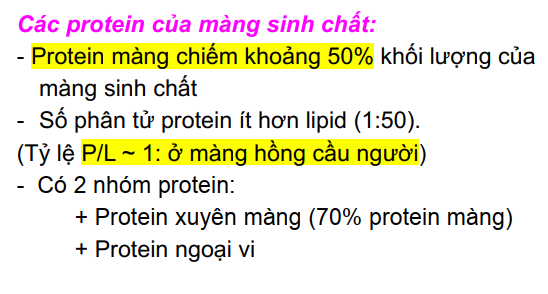 Các protein của màng sinh chất:
- Protein màng chiếm khoảng 50% khối lượng của
màng sinh chất
- Số phân tử protein ít hơn lipid (1:50).
(Tỷ lệ P/L ~ 1: ở màng hồng cầu người)
- Có 2 nhóm protein:
+ Protein xuyên màng (70% protein màng)
+ Protein ngoại vi